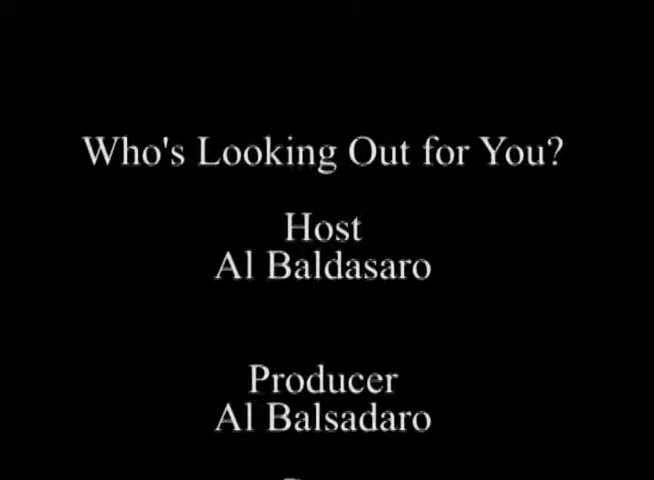 Who's Looking Out for You?
Host
Al Baldasaro
Producer
Al Balsadaro